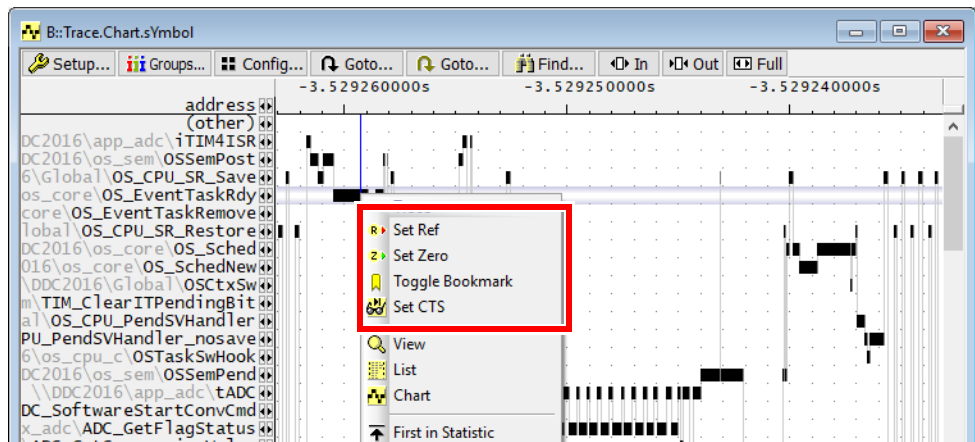 B::Trace.Chart.sYmbol
Setup... Groups... Config... Goto... Goto... Find... In Out Full
-3.529260000s -3.529250000s -3.529240000s
address
(other)
DC2016\app_adc\iTIM4ISR
DC2016\os_sem\OSSemPost
6\Global\OS_CPU_SR_Save
os_core\OS_EventTaskRdy
core\OS_EventTaskRemove
lobal\OS_CPU_SR_Restore
DC2016\os_core\OS_Sched
016\os_core\OS_SchedNew
\DDC2016\Global\OSCtxSw
m\TIM_ClearITPendingBit
al\OS_CPU_PendSVHandler
PU_PendSVHandler_nosave
6\os_cpu_c\OSTaskSwHook
DC2016\os_sem\OSSemPend
\\DDC2016\app_adc\tADC
DC_SoftwareStartConvCmd
x_adc\ADC_GetFlagStatus
Set Ref
Set Zero
Toggle Bookmark
Set CTS
View
List
Chart
First in Statistic